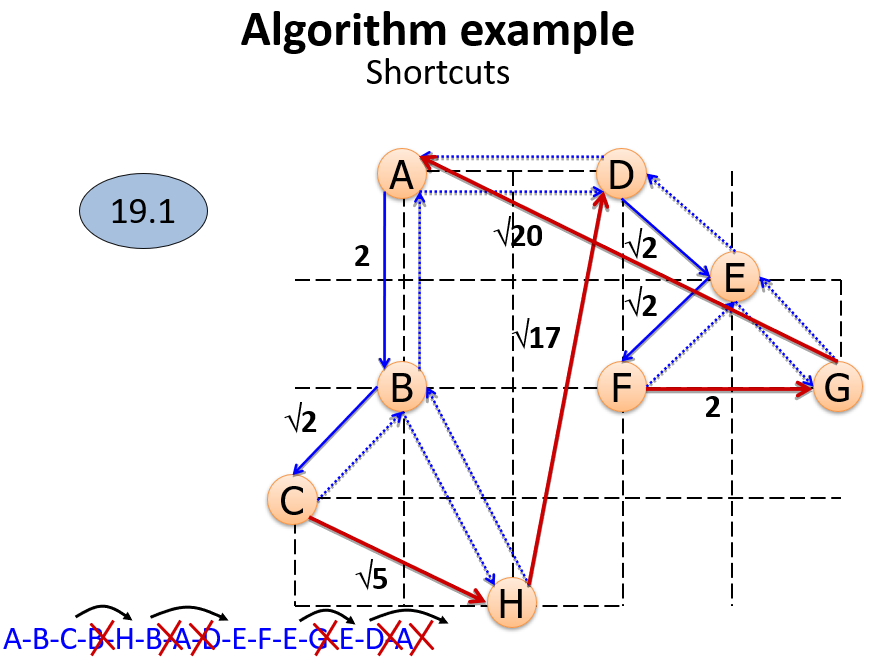 Algorithm example
Shortcuts
A
D
19.1
√20
√2
2
E
√2
√17
B
F
G
2
√2
C
√5
H
A-B-C-B-H-B-A-D-E-F-E-G-E-D-A